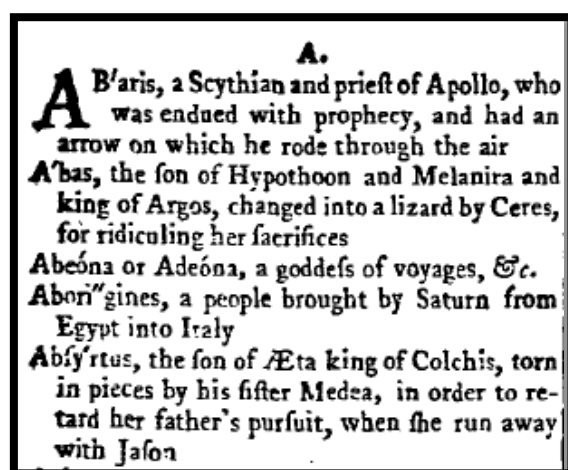 A.
AB'aris, a Scythian and prieſt of Apollo, who
was endued with prophecy, and had an
arrow on which he rode through the air
A'bas, the ſon of Hypothoon and Melanira and
king of Argos, changed into a lizard by Ceres,
for ridiculing her ſacrifices
Abeóna or Adeóna, a goddeſs of voyages, &c.
Abori"gines, a people brought by Saturn from
Egypt into Italy
Abſy'rtus, the ſon of Æta king of Colchis, torn
in pieces by his ſiſter Medea, in order to re-
tard her father's purſuit, when ſhe run away
with Jaſon